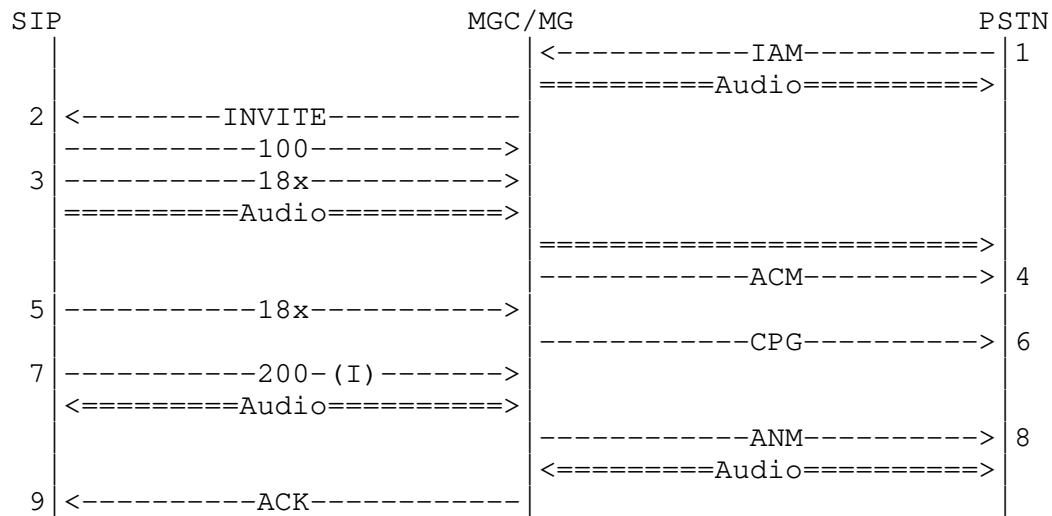 SIP                       MGC/MG                       PSTN
  |                          |<-----------IAM-----------|1
  |                          |==========Audio==========>|
 2|<--------INVITE-----------|                          |
  |-----------100----------->|                          |
 3|-----------18x----------->|                          |
  |==========Audio==========>|                          |
  |                          |=========================>|
  |                          |------------ACM---------->|4
 5|-----------18x----------->|                          |
  |                          |------------CPG---------->|6
 7|-----------200-(I)------->|                          |
  |<=========Audio==========>|                          |
  |                          |------------ANM---------->|8
  |                          |<=========Audio==========>|
 9|<----------ACK------------|                          |